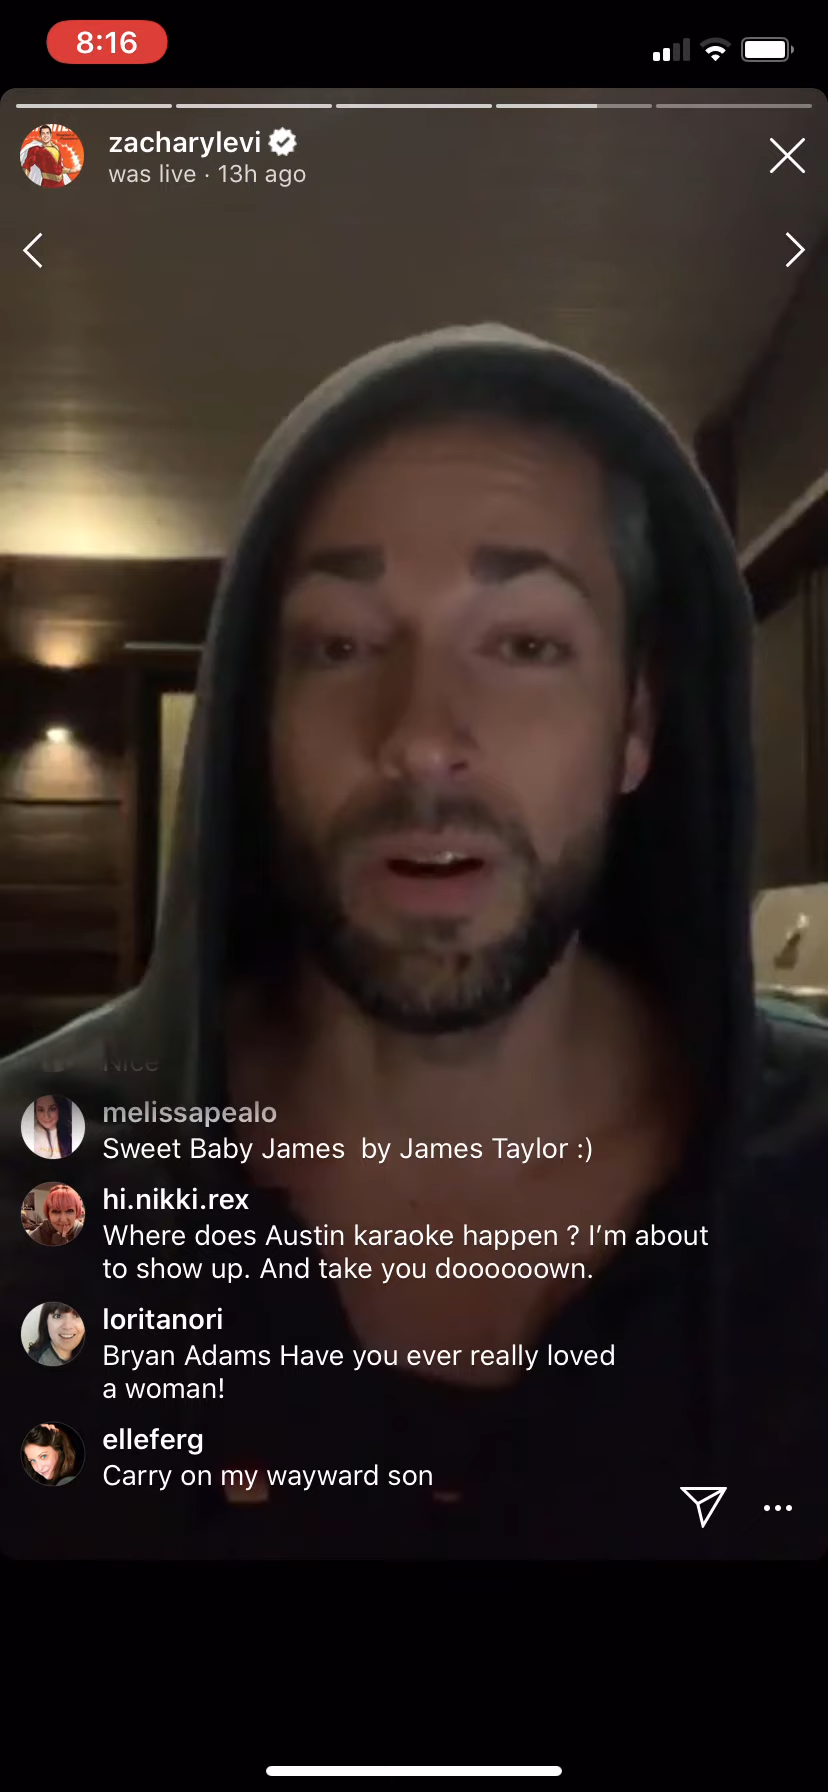 8:16
zacharylevi
was live · 13h ago
Nice
melissapealo
Sweet Baby James  by James Taylor :)
hi.nikki.rex
Where does Austin karaoke happen ? I’m about
to show up. And take you dooooooown.
loritanori
Bryan Adams Have you ever really loved
a woman!
elleferg
Carry on my wayward son